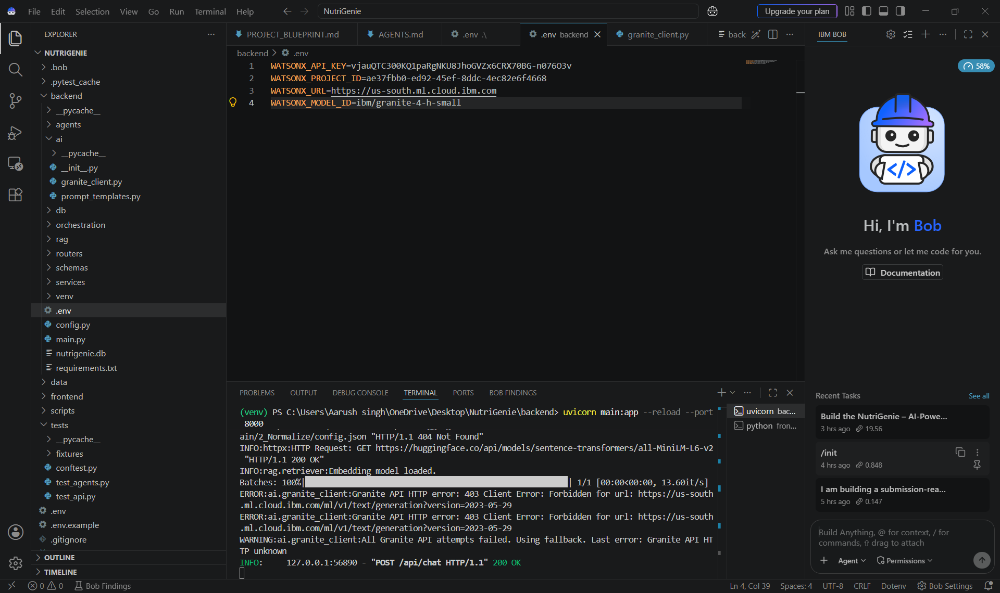 File Edit Selection View Go Run Terminal Help
NutriGenie
Upgrade your plan
EXPLORER
NUTRIGENIE
.bob
.pytest_cache
backend
__pycache__
agents
ai
__pycache__
__init__.py
granite_client.py
prompt_templates.py
db
orchestration
rag
routers
schemas
services
venv
.env
config.py
main.py
nutrigenie.db
requirements.txt
data
frontend
scripts
tests
__pycache__
fixtures
conftest.py
test_agents.py
test_api.py
.env
.env.example
.gitignore
OUTLINE
TIMELINE
PROJECT_BLUEPRINT.md AGENTS.md .env .\ .env backend granite_client.py back
backend > .env
1 WATSONX_API_KEY=vjauQTC300KQ1paRgNKU8JhoGVZx6CRX70BG-n076O3v
2 WATSONX_PROJECT_ID=ae37fbb0-ed92-45ef-8ddc-4ec82e6f4668
3 WATSONX_URL=https://us-south.ml.cloud.ibm.com
4 WATSONX_MODEL_ID=ibm/granite-4-h-small
PROBLEMS OUTPUT DEBUG CONSOLE TERMINAL PORTS BOB FINDINGS
(venv) PS C:\Users\Aarush singh\OneDrive\Desktop\NutriGenie\backend> uvicorn main:app --reload --port
8000
ain/2_Normalize/config.json "HTTP/1.1 404 Not Found"
INFO:httpx:HTTP Request: GET https://huggingface.co/api/models/sentence-transformers/all-MiniLM-L6-v2
"HTTP/1.1 200 OK"
INFO:rag.retriever:Embedding model loaded.
Batches: 100%| | 1/1 [00:00<00:00, 13.60it/s]
ERROR:ai.granite_client:Granite API HTTP error: 403 Client Error: Forbidden for url: https://us-south
.ml.cloud.ibm.com/ml/v1/text/generation?version=2023-05-29
ERROR:ai.granite_client:Granite API HTTP error: 403 Client Error: Forbidden for url: https://us-south
.ml.cloud.ibm.com/ml/v1/text/generation?version=2023-05-29
WARNING:ai.granite_client:All Granite API attempts failed. Using fallback. Last error: Granite API HT
TP unknown
INFO: 127.0.0.1:56890 - "POST /api/chat HTTP/1.1" 200 OK
uvicorn bac...
python fron...
IBM BOB
58%
</>
Hi, I'm Bob
Ask me questions or let me code for you.
Documentation
Recent Tasks See all
Build the NutriGenie – AI-Powe...
3 hrs ago 19.56
/init
4 hrs ago 0.848
I am building a submission-rea...
5 hrs ago 0.147
Build Anything, @ for context, / for
commands, ⇧ drag to attach
Agent Permissions
0 0 Bob Findings Ln 4, Col 39 Spaces: 4 UTF-8 CRLF Dotenv Bob Settings